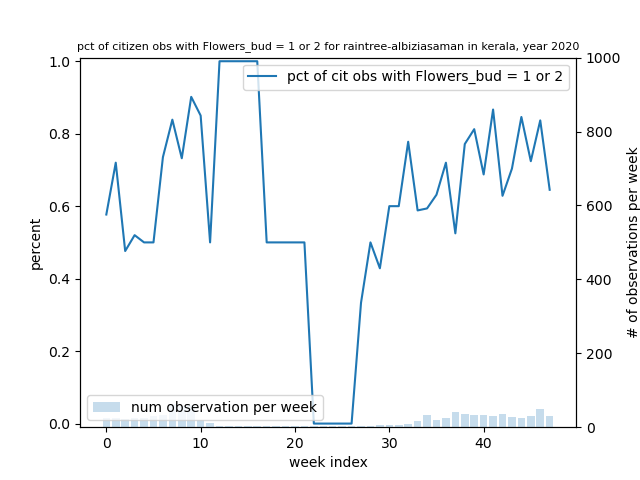 pct of citizen obs with Flowers_bud = 1 or 2 for raintree-albiziasaman in kerala, year 2020
pct of cit obs with Flowers_bud = 1 or 2
1.0
0.8
0.6
0.4
0.2
0.0
percent
1000
800
600
400
200
0
# of observations per week
num observation per week
0 10 20 30 40
week index